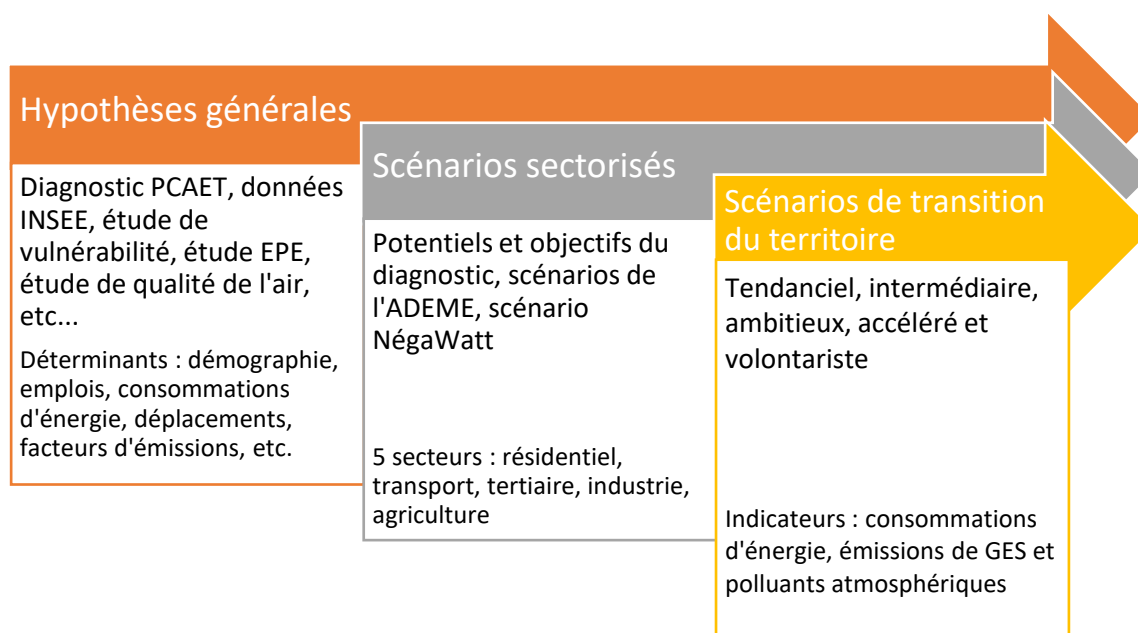 Hypothèses générales
Diagnostic PCAET, données
INSEE, étude de
vulnérabilité, étude EPE,
étude de qualité de l'air,
etc...
Déterminants : démographie,
emplois, consommations
d'énergie, déplacements,
facteurs d'émissions, etc.
Scénarios sectorisés
Potentiels et objectifs du
diagnostic, scénarios de
l'ADEME, scénario
NégaWatt
5 secteurs : résidentiel,
transport, tertiaire, industrie,
agriculture
Scénarios de transition
du territoire
Tendanciel, intermédiaire,
ambitieux, accéléré et
volontariste
Indicateurs : consommations
d'énergie, émissions de GES et
polluants atmosphériques